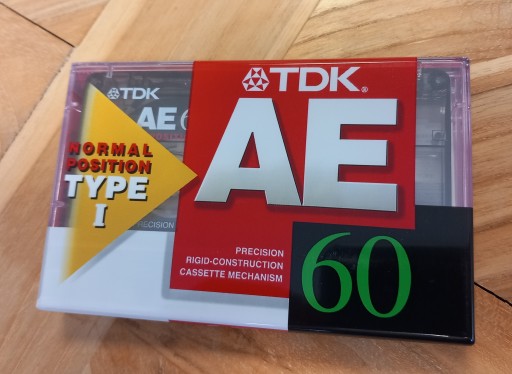 TDK
AE
NORMAL
POSITION
TYPE
I
TDK
AE
PRECISION
RIGID-CONSTRUCTION
CASSETTE MECHANISM
60